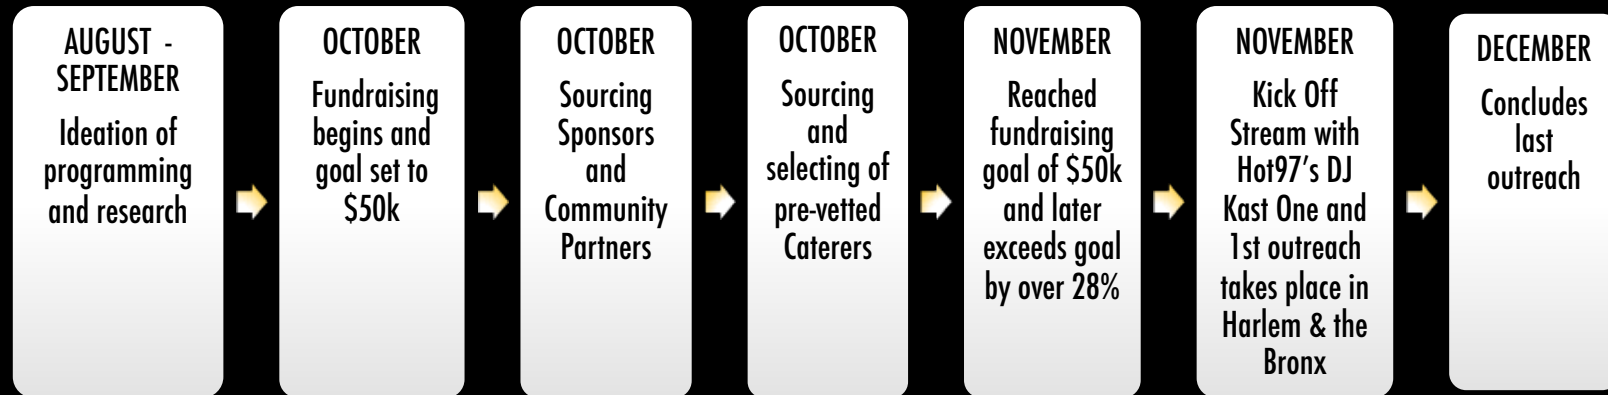 AUGUST -
SEPTEMBER
Ideation of
programming
and research
OCTOBER
Fundraising
begins and
goal set to
$50k
OCTOBER
Sourcing
Sponsors
and
Community
Partners
OCTOBER
Sourcing
and
selecting of
pre-vetted
Caterers
NOVEMBER
Reached
fundraising
goal of $50k
and later
exceeds goal
by over 28%
NOVEMBER
Kick Off
Stream with
Hot97’s DJ
Kast One and
1st outreach
takes place in
Harlem & the
Bronx
DECEMBER
Concludes
last
outreach